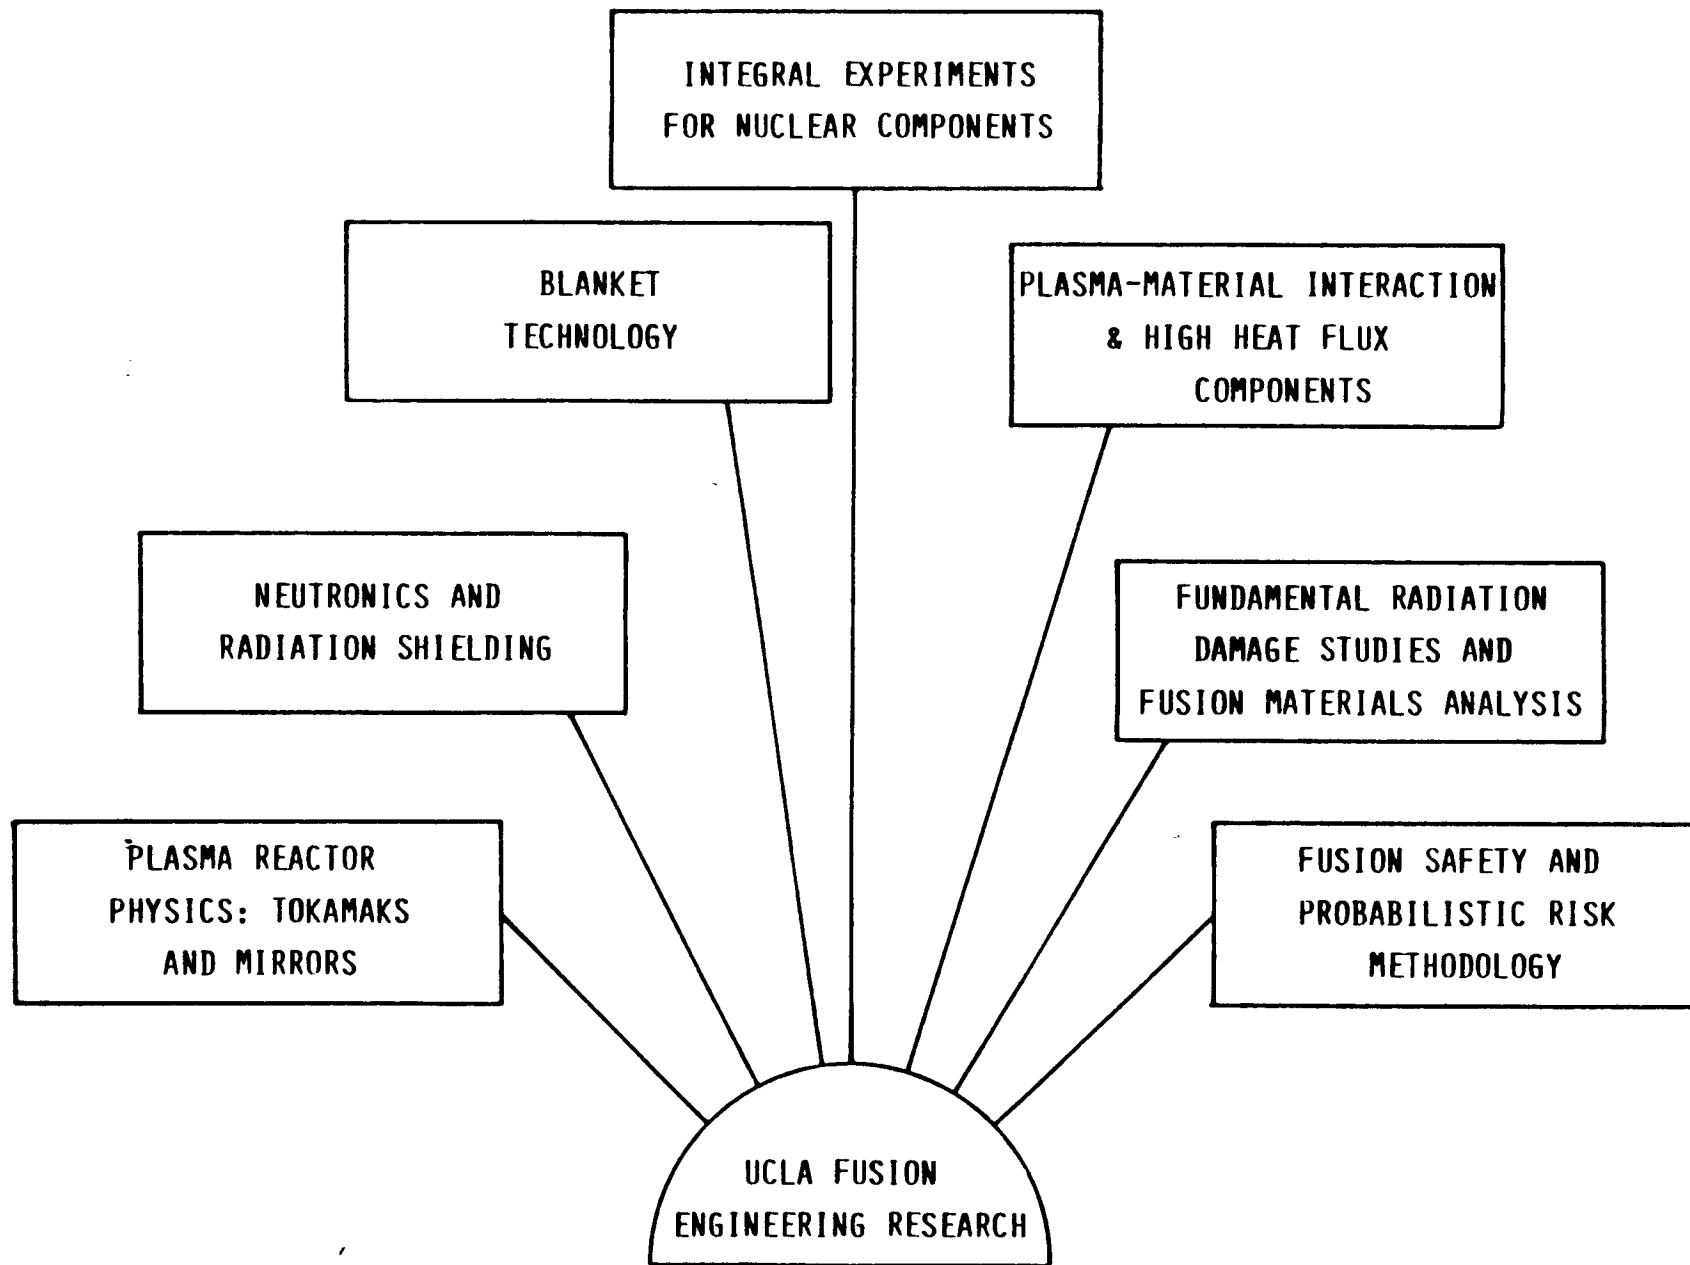 INTEGRAL EXPERIMENTS
FOR NUCLEAR COMPONENTS
BLANKET
TECHNOLOGY
PLASMA-MATERIAL INTERACTION
& HIGH HEAT FLUX
COMPONENTS
NEUTRONICS AND
RADIATION SHIELDING
FUNDAMENTAL RADIATION
DAMAGE STUDIES AND
FUSION MATERIALS ANALYSIS
PLASMA REACTOR
PHYSICS: TOKAMAKS
AND MIRRORS
FUSION SAFETY AND
PROBABILISTIC RISK
METHODOLOGY
UCLA FUSION
ENGINEERING RESEARCH